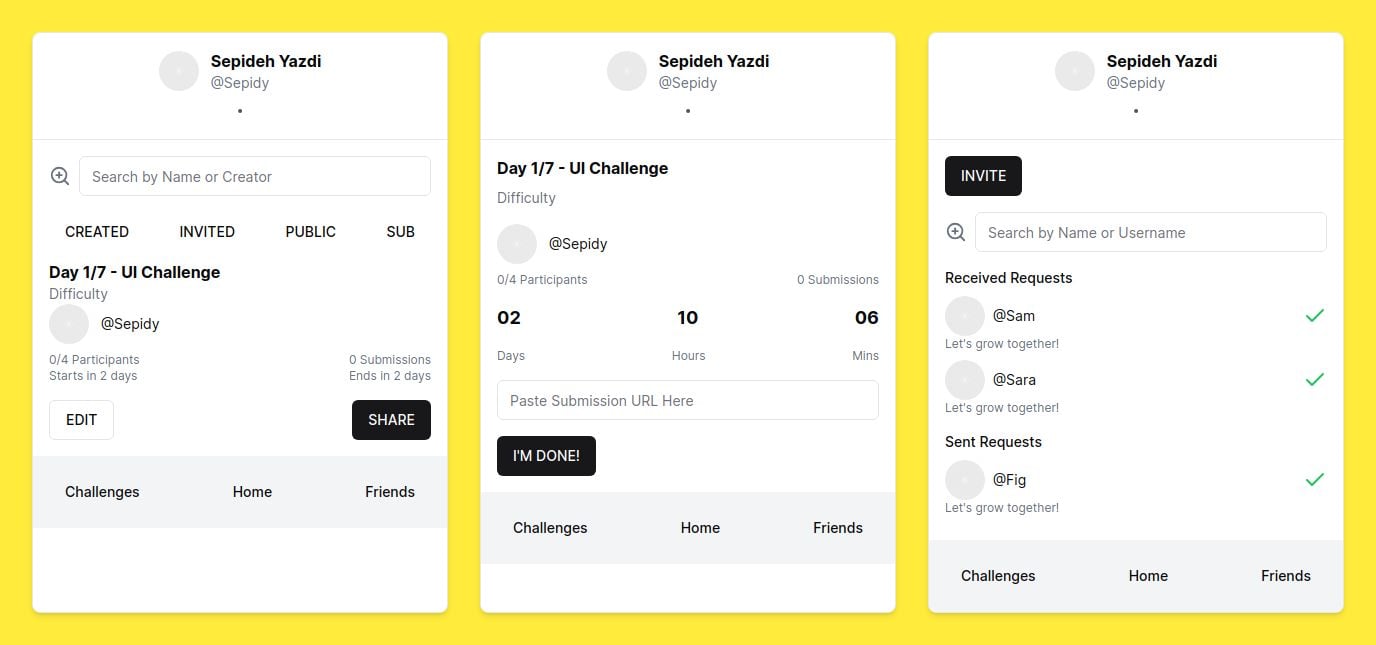 Sepideh Yazdi
@Sepidy
Search by Name or Creator
CREATED INVITED PUBLIC SUB
Day 1/7 - UI Challenge
Difficulty
@Sepidy
0/4 Participants 0 Submissions
Starts in 2 days Ends in 2 days
EDIT SHARE
Challenges Home Friends
Sepideh Yazdi
@Sepidy
Day 1/7 - UI Challenge
Difficulty
@Sepidy
0/4 Participants 0 Submissions
02 10 06
Days Hours Mins
Paste Submission URL Here
I'M DONE!
Challenges Home Friends
Sepideh Yazdi
@Sepidy
INVITE
Search by Name or Username
Received Requests
@Sam
Let's grow together!
@Sara
Let's grow together!
Sent Requests
@Fig
Let's grow together!
Challenges Home Friends